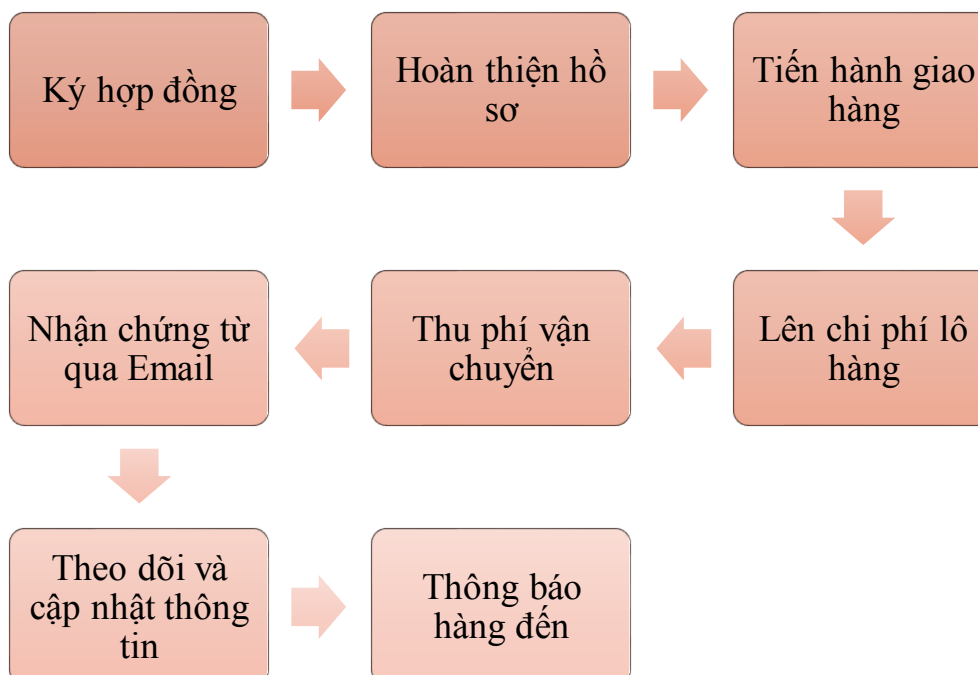 Ký hợp đồng
Hoàn thiện hồ
sơ
Tiến hành giao
hàng
Lên chi phí lô
hàng
Thu phí vận
chuyển
Nhận chứng từ
qua Email
Theo dõi và
cập nhật thông
tin
Thông báo
hàng đến